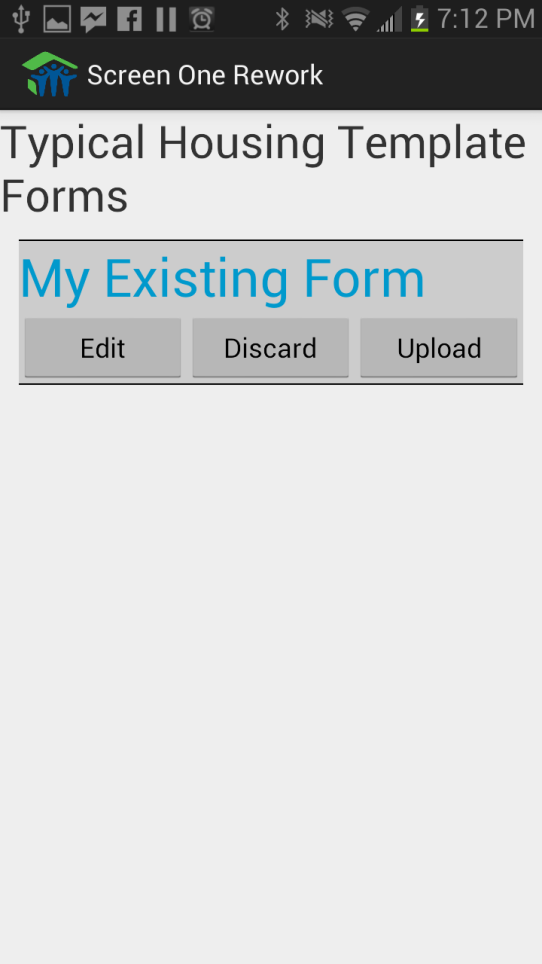 7:12 PM
Screen One Rework
Typical Housing Template
Forms
My Existing Form
Edit Discard Upload